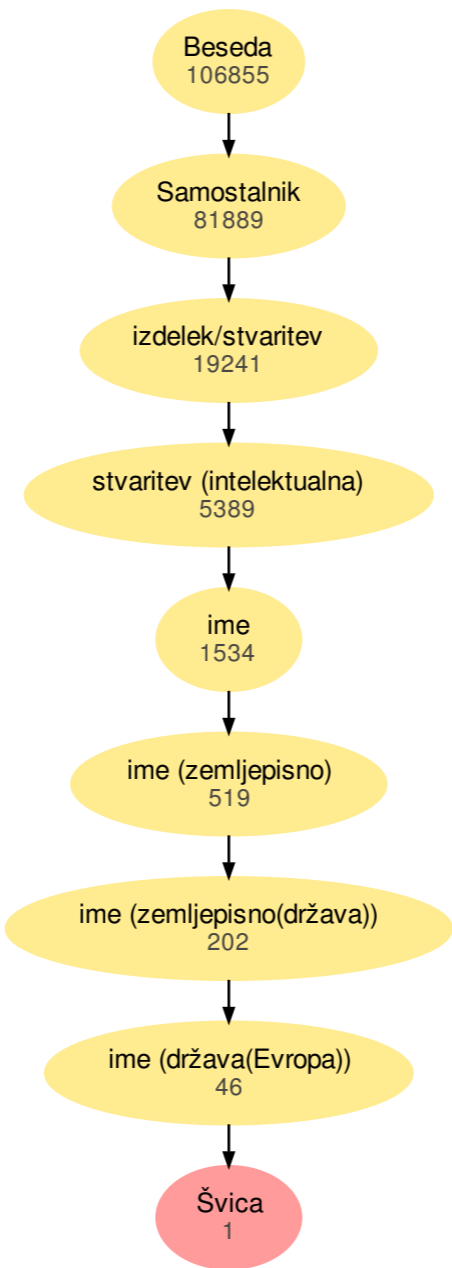 Beseda
106855
Samostalnik
81889
izdelek/stvaritev
19241
stvaritev (intelektualna)
5389
ime
1534
ime (zemljepisno)
519
ime (zemljepisno(država))
202
ime (država(Evropa))
46
Švica
1